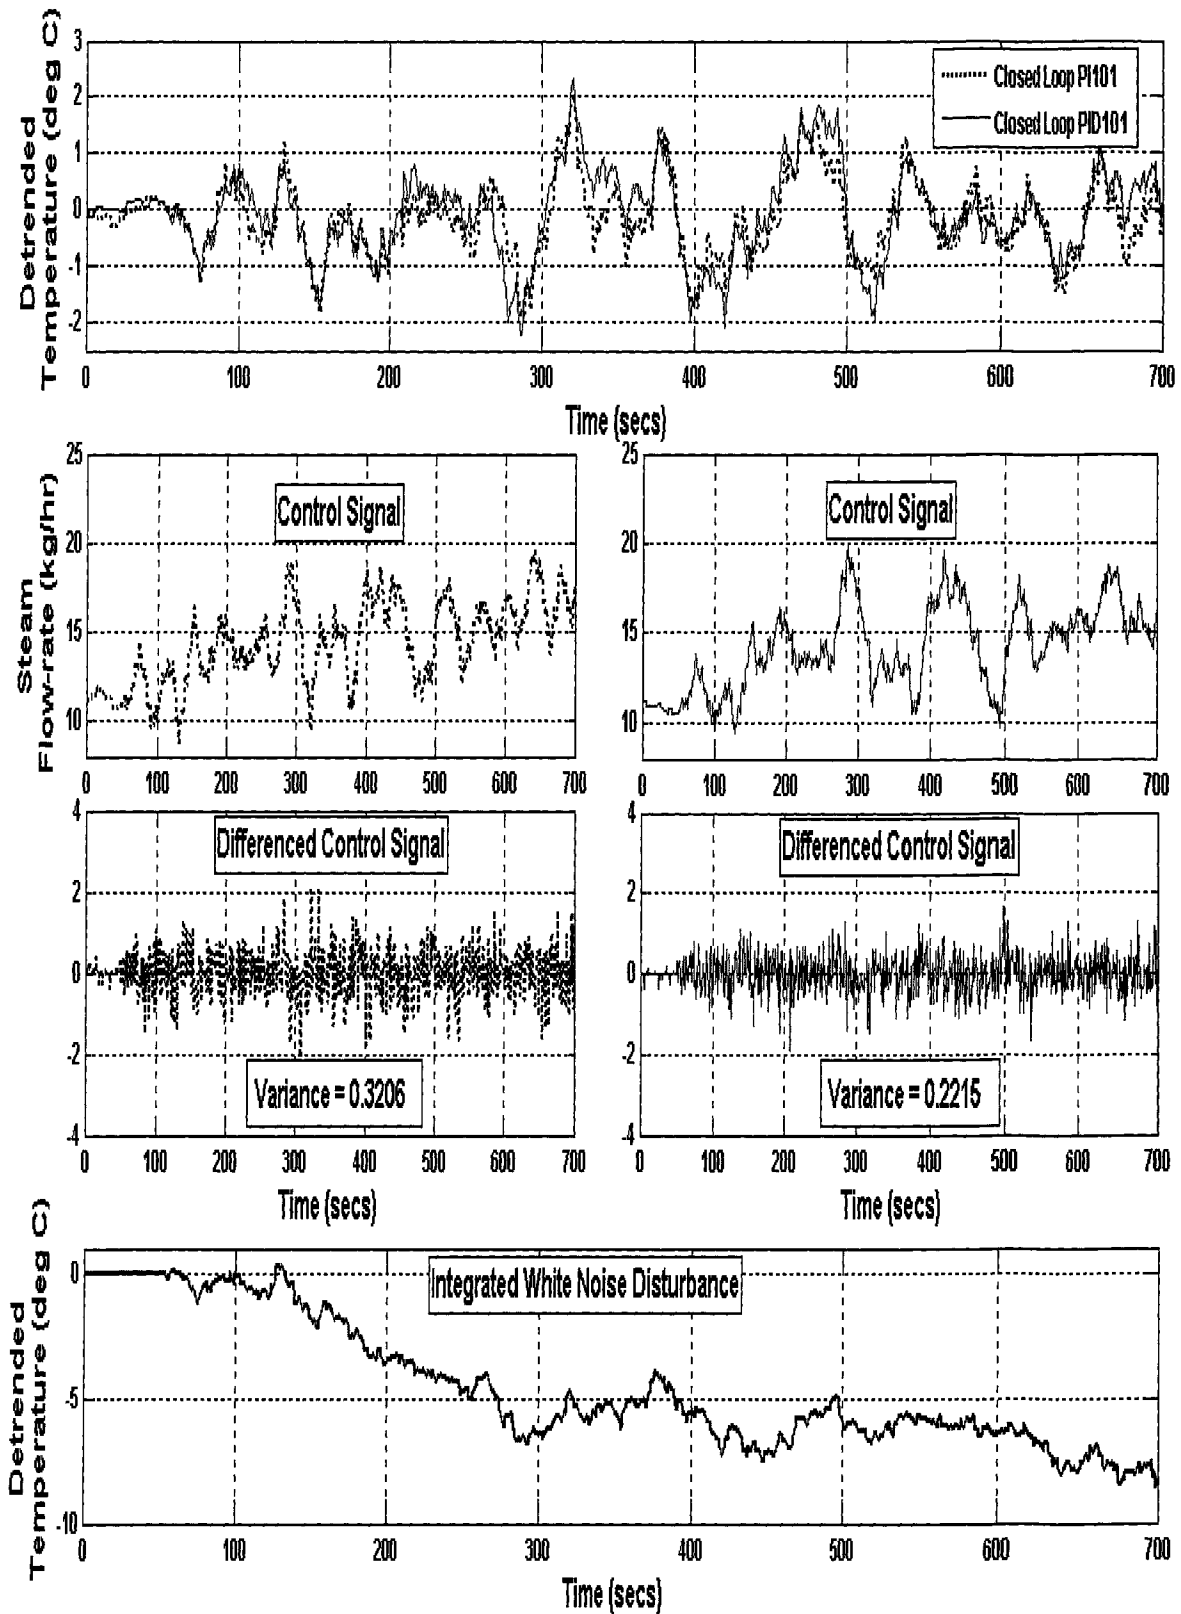 Detrended
Temperature (deg C)
3
2
1
0
-1
-2
Closed Loop PI101
Closed Loop PID101
0 100 200 300 400 500 600 700
Time (secs)
Steam
Flow-rate (kg/hr)
25
20
15
10
Control Signal
0 100 200 300 400 500 600 700
25
20
15
10
Control Signal
0 100 200 300 400 500 600 700
4
2
0
-2
-4
Differenced Control Signal
Variance = 0.3206
0 100 200 300 400 500 600 700
Time (secs)
4
2
0
-2
-4
Differenced Control Signal
Variance = 0.2215
0 100 200 300 400 500 600 700
Time (secs)
Detrended
Temperature (deg C)
0
-5
-10
Integrated White Noise Disturbance
0 100 200 300 400 500 600 700
Time (secs)